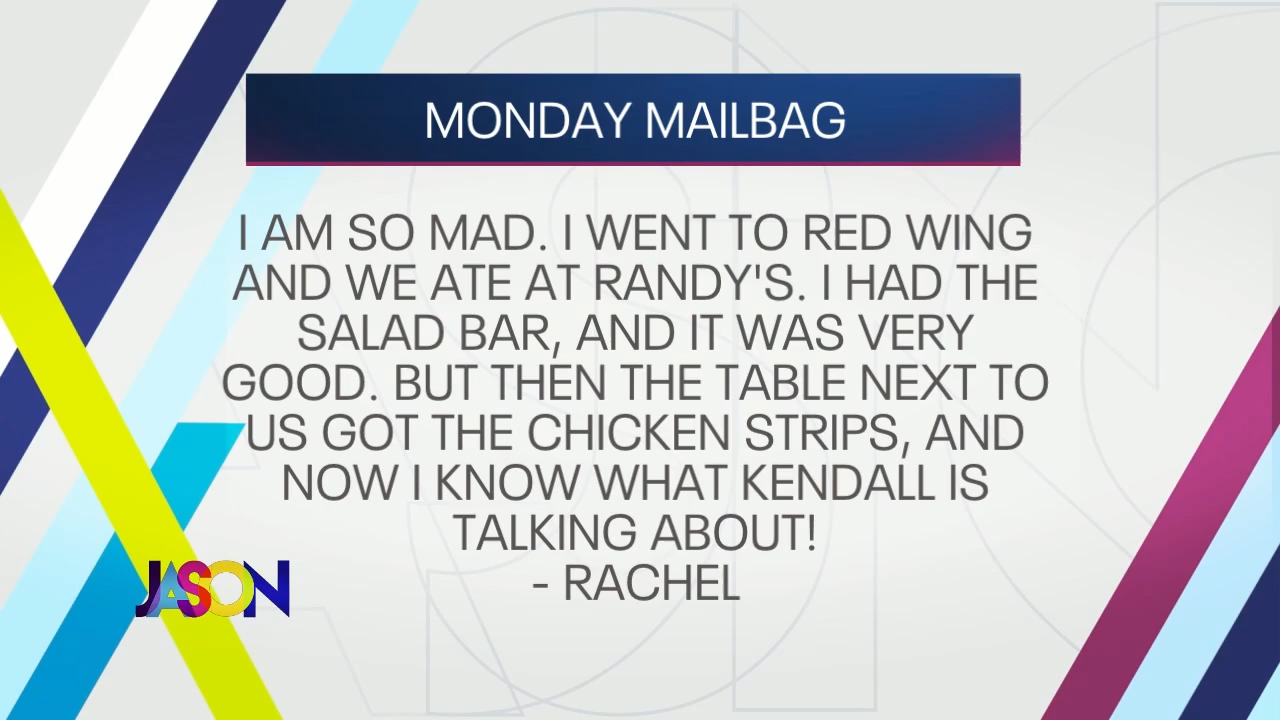 MONDAY MAILBAG
I AM SO MAD. I WENT TO RED WING
AND WE ATE AT RANDY'S. I HAD THE
SALAD BAR, AND IT WAS VERY
GOOD. BUT THEN THE TABLE NEXT TO
US GOT THE CHICKEN STRIPS, AND
NOW I KNOW WHAT KENDALL IS
TALKING ABOUT!
- RACHEL
JASON